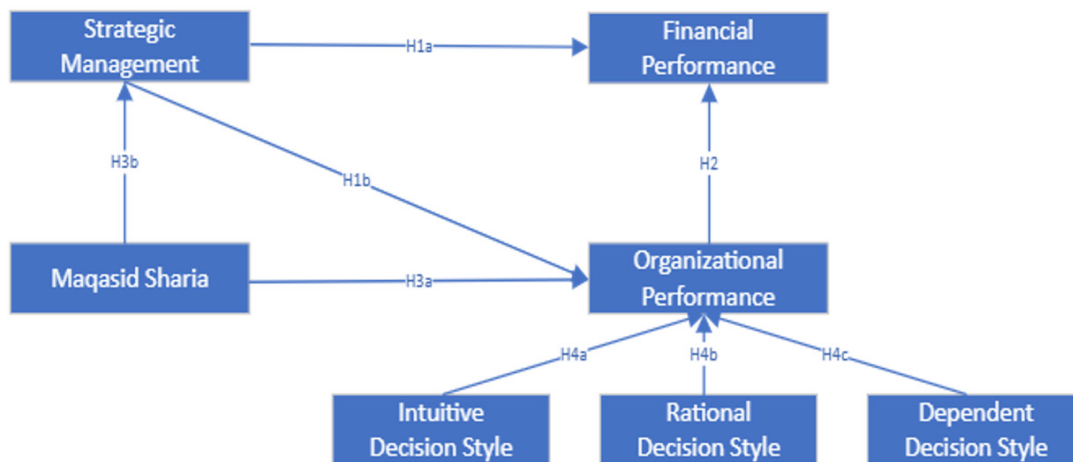 Strategic
Management
H1a
Financial
Performance
H3b
H1b
H2
Maqasid Sharia
H3a
Organizational
Performance
H4a
H4b
H4c
Intuitive
Decision Style
Rational
Decision Style
Dependent
Decision Style